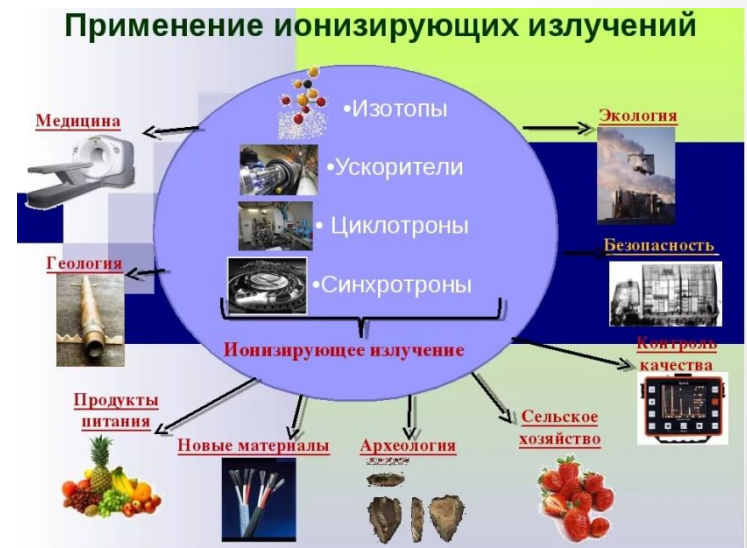 Применение ионизирующих излучений
Медицина
•Изотопы
Экология
•Ускорители
• Циклотроны
Безопасность
Геология
•Синхротроны
Ионизирующее излучение
Контроль
качества
Продукты
питания
Новые материалы
Археология
Сельское
хозяйство